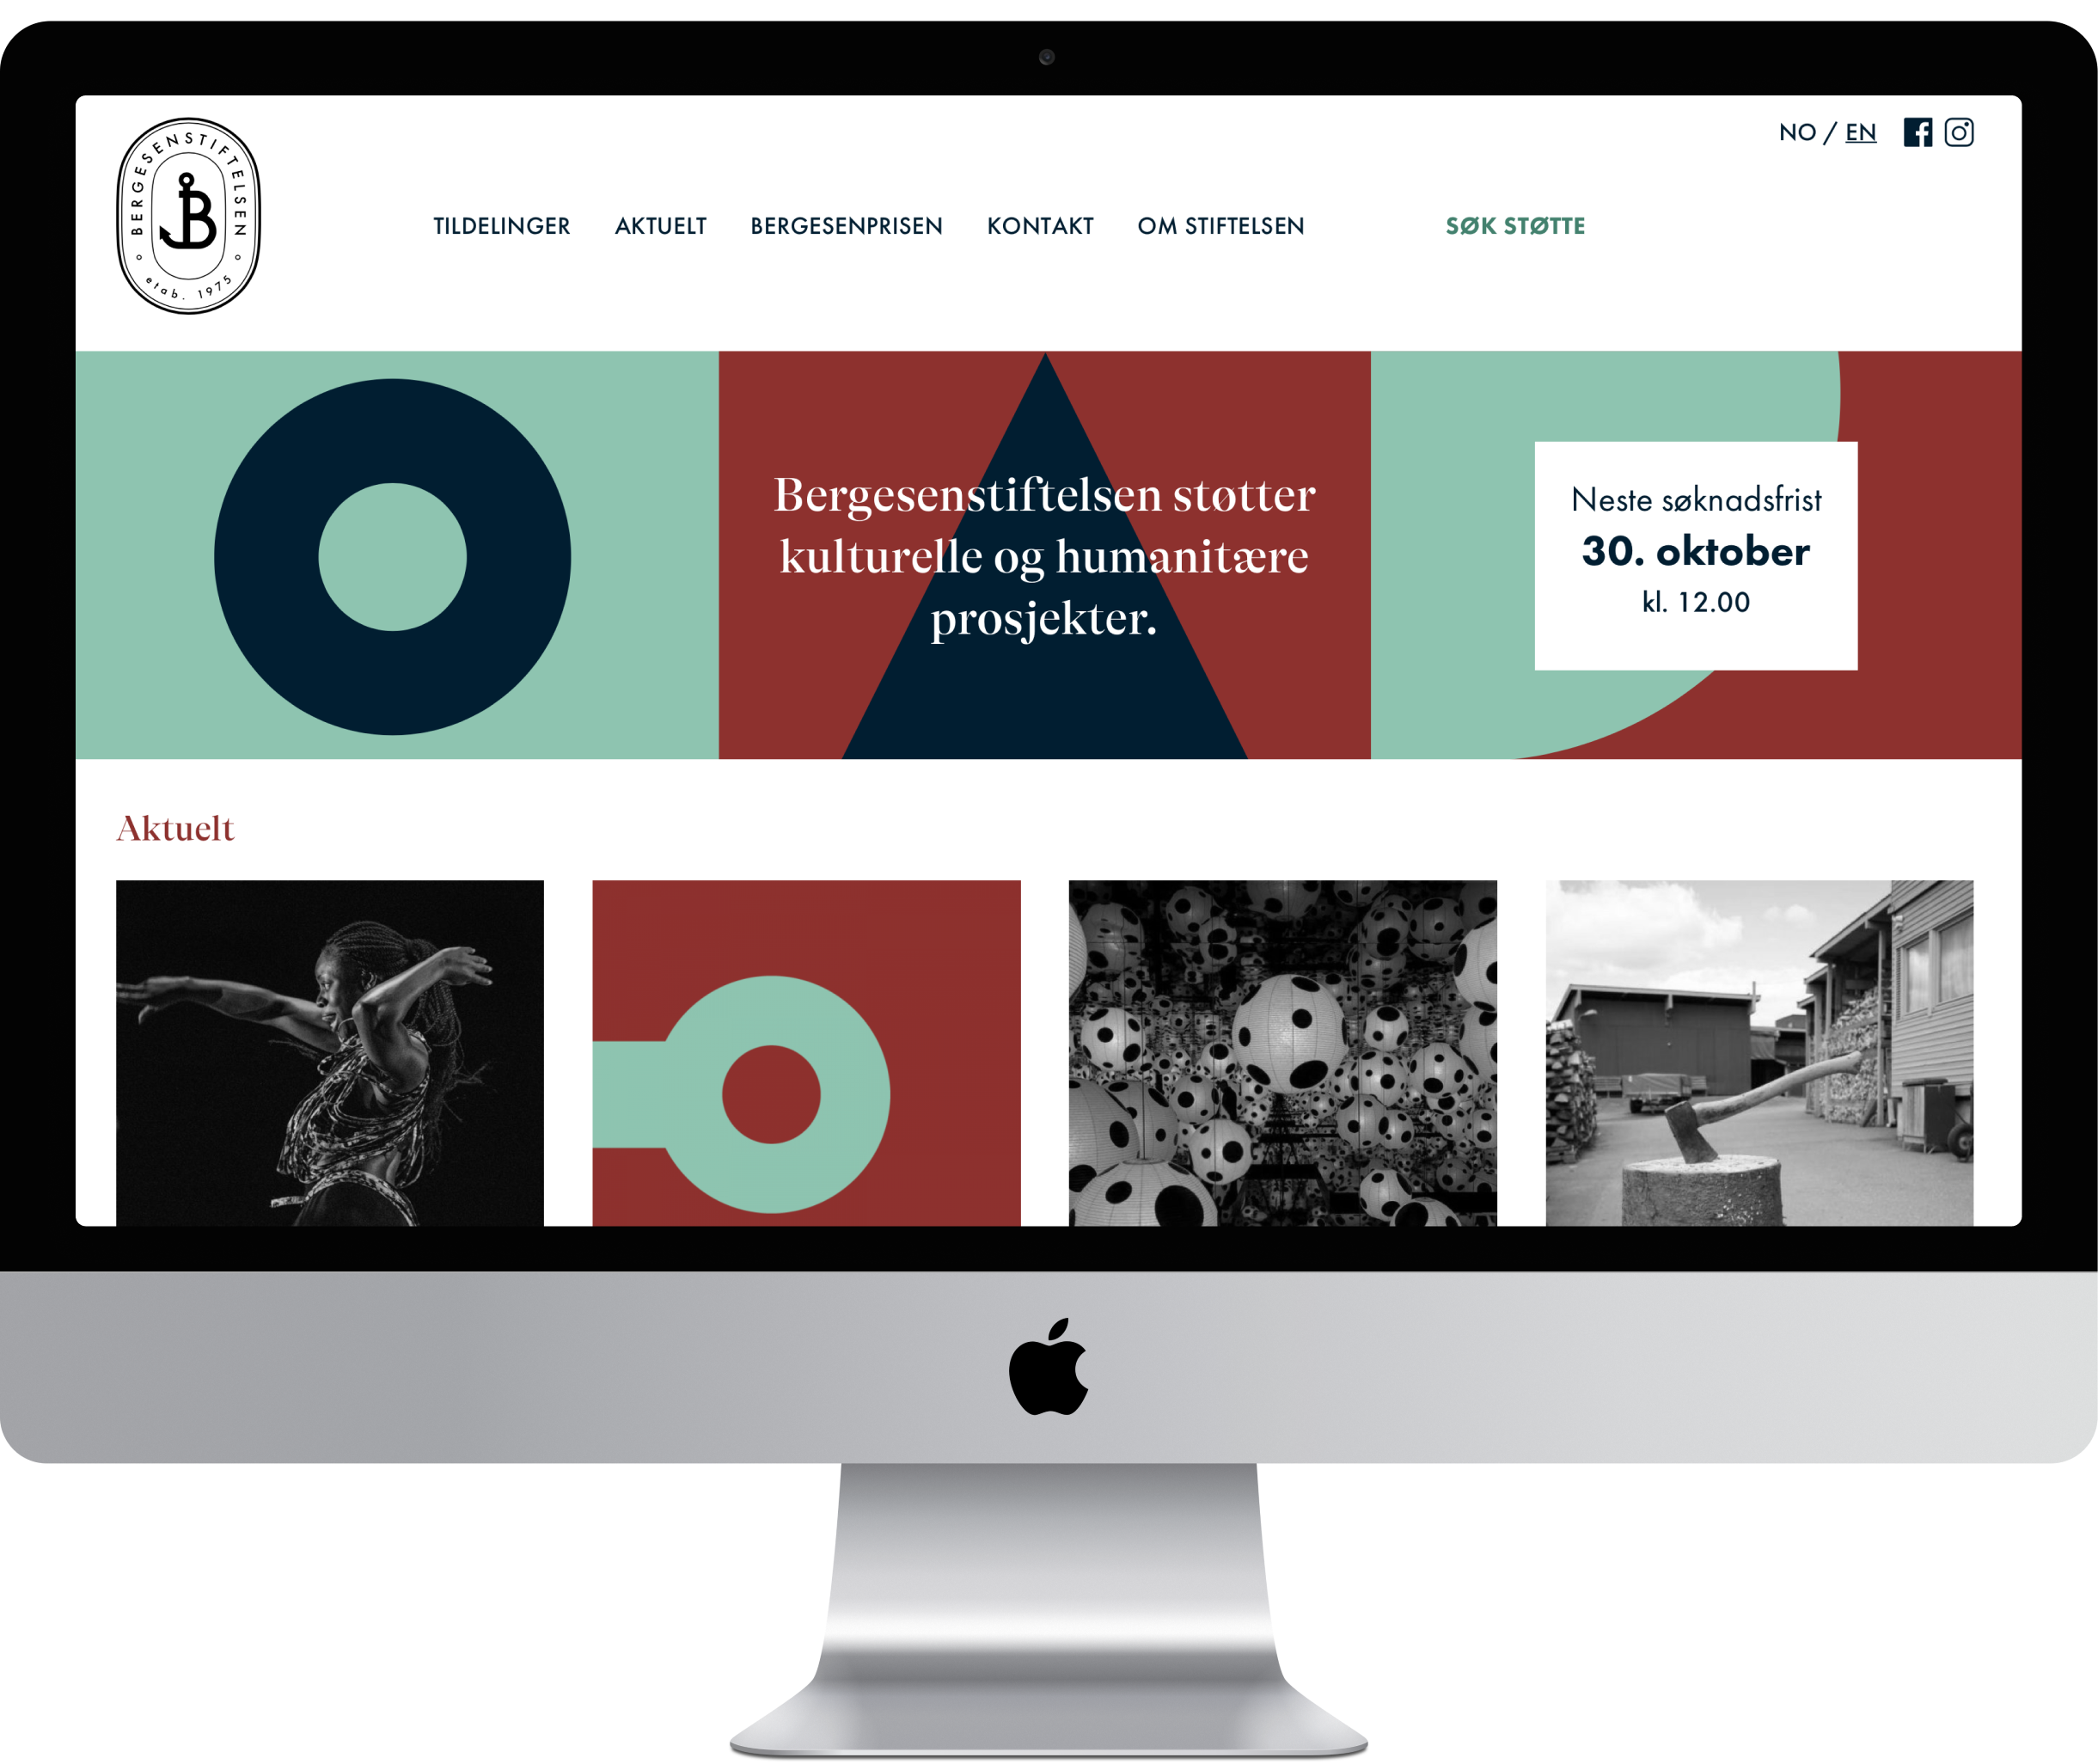 BERGESENSTIFTELSEN
B
etab. 1975
NO / EN
TILDELINGER AKTUELT BERGESENPRISEN KONTAKT OM STIFTELSEN SØK STØTTE
Bergesenstiftelsen støtter
kulturelle og humanitære
prosjekter.
Neste søknadsfrist
30. oktober
kl. 12.00
Aktuelt